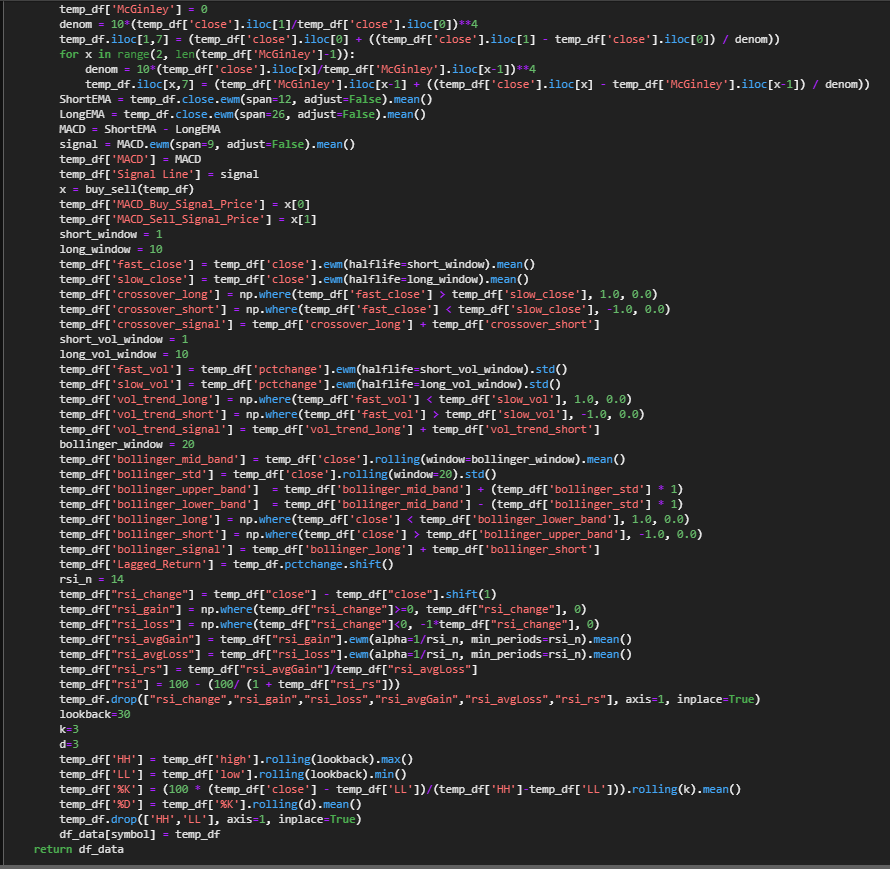 temp_df['McGinley'] = 0
denom = 10*(temp_df['close'].iloc[1]/temp_df['close'].iloc[0])**4
temp_df.iloc[1,7] = (temp_df['close'].iloc[0] + ((temp_df['close'].iloc[1] - temp_df['close'].iloc[0]) / denom))
for x in range(2, len(temp_df['McGinley']-1)):
denom = 10*(temp_df['close'].iloc[x]/temp_df['McGinley'].iloc[x-1])**4
temp_df.iloc[x,7] = (temp_df['McGinley'].iloc[x-1] + ((temp_df['close'].iloc[x] - temp_df['McGinley'].iloc[x-1]) / denom))
ShortEMA = temp_df.close.ewm(span=12, adjust=False).mean()
LongEMA = temp_df.close.ewm(span=26, adjust=False).mean()
MACD = ShortEMA - LongEMA
signal = MACD.ewm(span=9, adjust=False).mean()
temp_df['MACD'] = MACD
temp_df['Signal Line'] = signal
x = buy_sell(temp_df)
temp_df['MACD_Buy_Signal_Price'] = x[0]
temp_df['MACD_Sell_Signal_Price'] = x[1]
short_window = 1
long_window = 10
temp_df['fast_close'] = temp_df['close'].ewm(halflife=short_window).mean()
temp_df['slow_close'] = temp_df['close'].ewm(halflife=long_window).mean()
temp_df['crossover_long'] = np.where(temp_df['fast_close'] > temp_df['slow_close'], 1.0, 0.0)
temp_df['crossover_short'] = np.where(temp_df['fast_close'] < temp_df['slow_close'], -1.0, 0.0)
temp_df['crossover_signal'] = temp_df['crossover_long'] + temp_df['crossover_short']
short_vol_window = 1
long_vol_window = 10
temp_df['fast_vol'] = temp_df['pctchange'].ewm(halflife=short_vol_window).std()
temp_df['slow_vol'] = temp_df['pctchange'].ewm(halflife=long_vol_window).std()
temp_df['vol_trend_long'] = np.where(temp_df['fast_vol'] < temp_df['slow_vol'], 1.0, 0.0)
temp_df['vol_trend_short'] = np.where(temp_df['fast_vol'] > temp_df['slow_vol'], -1.0, 0.0)
temp_df['vol_trend_signal'] = temp_df['vol_trend_long'] + temp_df['vol_trend_short']
bollinger_window = 20
temp_df['bollinger_mid_band'] = temp_df['close'].rolling(window=bollinger_window).mean()
temp_df['bollinger_std'] = temp_df['close'].rolling(window=20).std()
temp_df['bollinger_upper_band']  = temp_df['bollinger_mid_band'] + (temp_df['bollinger_std'] * 1)
temp_df['bollinger_lower_band']  = temp_df['bollinger_mid_band'] - (temp_df['bollinger_std'] * 1)
temp_df['bollinger_long'] = np.where(temp_df['close'] < temp_df['bollinger_lower_band'], 1.0, 0.0)
temp_df['bollinger_short'] = np.where(temp_df['close'] > temp_df['bollinger_upper_band'], -1.0, 0.0)
temp_df['bollinger_signal'] = temp_df['bollinger_long'] + temp_df['bollinger_short']
temp_df['Lagged_Return'] = temp_df.pctchange.shift()
rsi_n = 14
temp_df["rsi_change"] = temp_df["close"] - temp_df["close"].shift(1)
temp_df["rsi_gain"] = np.where(temp_df["rsi_change"]>=0, temp_df["rsi_change"], 0)
temp_df["rsi_loss"] = np.where(temp_df["rsi_change"]<0, -1*temp_df["rsi_change"], 0)
temp_df["rsi_avgGain"] = temp_df["rsi_gain"].ewm(alpha=1/rsi_n, min_periods=rsi_n).mean()
temp_df["rsi_avgLoss"] = temp_df["rsi_loss"].ewm(alpha=1/rsi_n, min_periods=rsi_n).mean()
temp_df["rsi_rs"] = temp_df["rsi_avgGain"]/temp_df["rsi_avgLoss"]
temp_df["rsi"] = 100 - (100/ (1 + temp_df["rsi_rs"]))
temp_df.drop(["rsi_change","rsi_gain","rsi_loss","rsi_avgGain","rsi_avgLoss","rsi_rs"], axis=1, inplace=True)
lookback=30
k=3
d=3
temp_df['HH'] = temp_df['high'].rolling(lookback).max()
temp_df['LL'] = temp_df['low'].rolling(lookback).min()
temp_df['%K'] = (100 * (temp_df['close'] - temp_df['LL'])/(temp_df['HH']-temp_df['LL'])).rolling(k).mean()
temp_df['%D'] = temp_df['%K'].rolling(d).mean()
temp_df.drop(['HH','LL'], axis=1, inplace=True)
df_data[symbol] = temp_df
return df_data